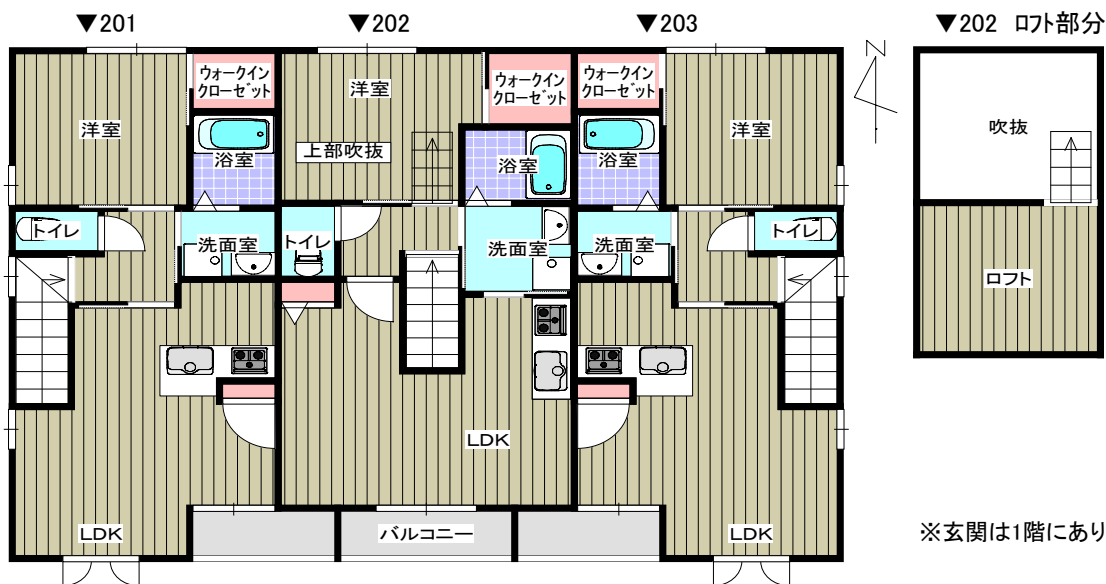 ▼201
▼202
▼203
▼202 ロフト部分
N
ウォークイン
クローゼット
洋室
浴室
トイレ
洗面室
LDK
洋室
ウォークイン
クローゼット
上部吹抜
浴室
トイレ
洗面室
LDK
バルコニー
ウォークイン
クローゼット
洋室
浴室
洗面室
トイレ
LDK
吹抜
ロフト
※玄関は1階にあり